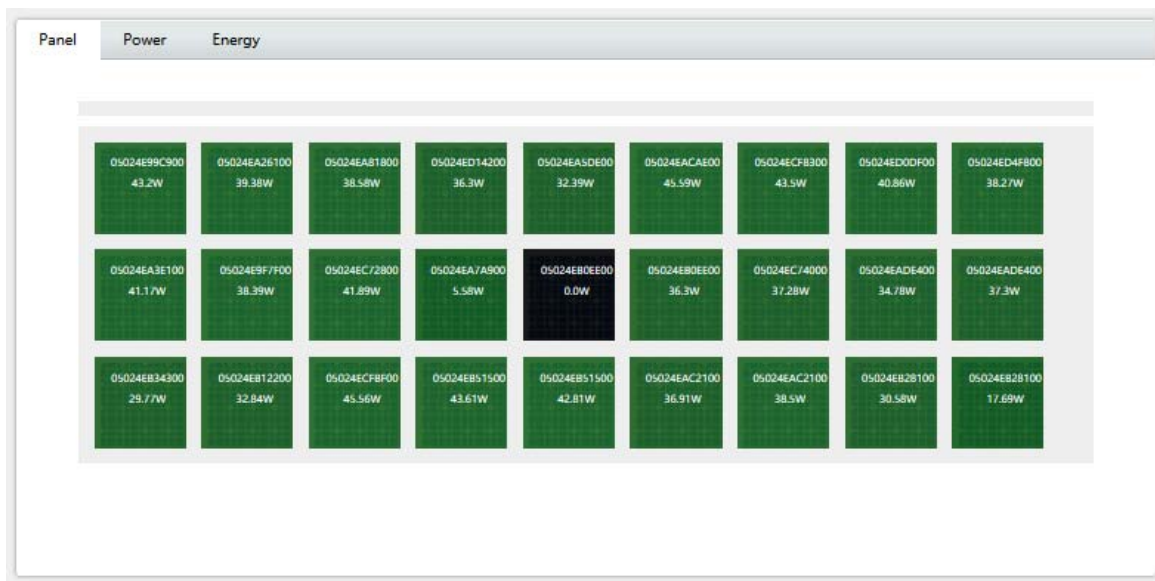 Panel Power Energy
05024E99C900 05024EA26100 05024EA81800 05024ED14200 05024EA5DE00 05024EACAE00 05024ECF8300 05024ED0DF00 05024ED4F800
43.2W 39.38W 38.58W 36.3W 32.39W 45.59W 43.5W 40.86W 38.27W
05024EA3E100 05024E9F7F00 05024EC72800 05024EA7A900 05024EB0EE00 05024EB0EE00 05024EC74000 05024EADE400 05024EADE400
41.17W 38.39W 41.89W 5.58W 0.0W 36.3W 37.28W 34.78W 37.3W
05024EB34300 05024EB12200 05024ECFBF00 05024EB51500 05024EB51500 05024EAC2100 05024EAC2100 05024EB28100 05024EB28100
29.77W 32.84W 45.56W 43.61W 42.81W 36.91W 38.5W 30.58W 17.69W